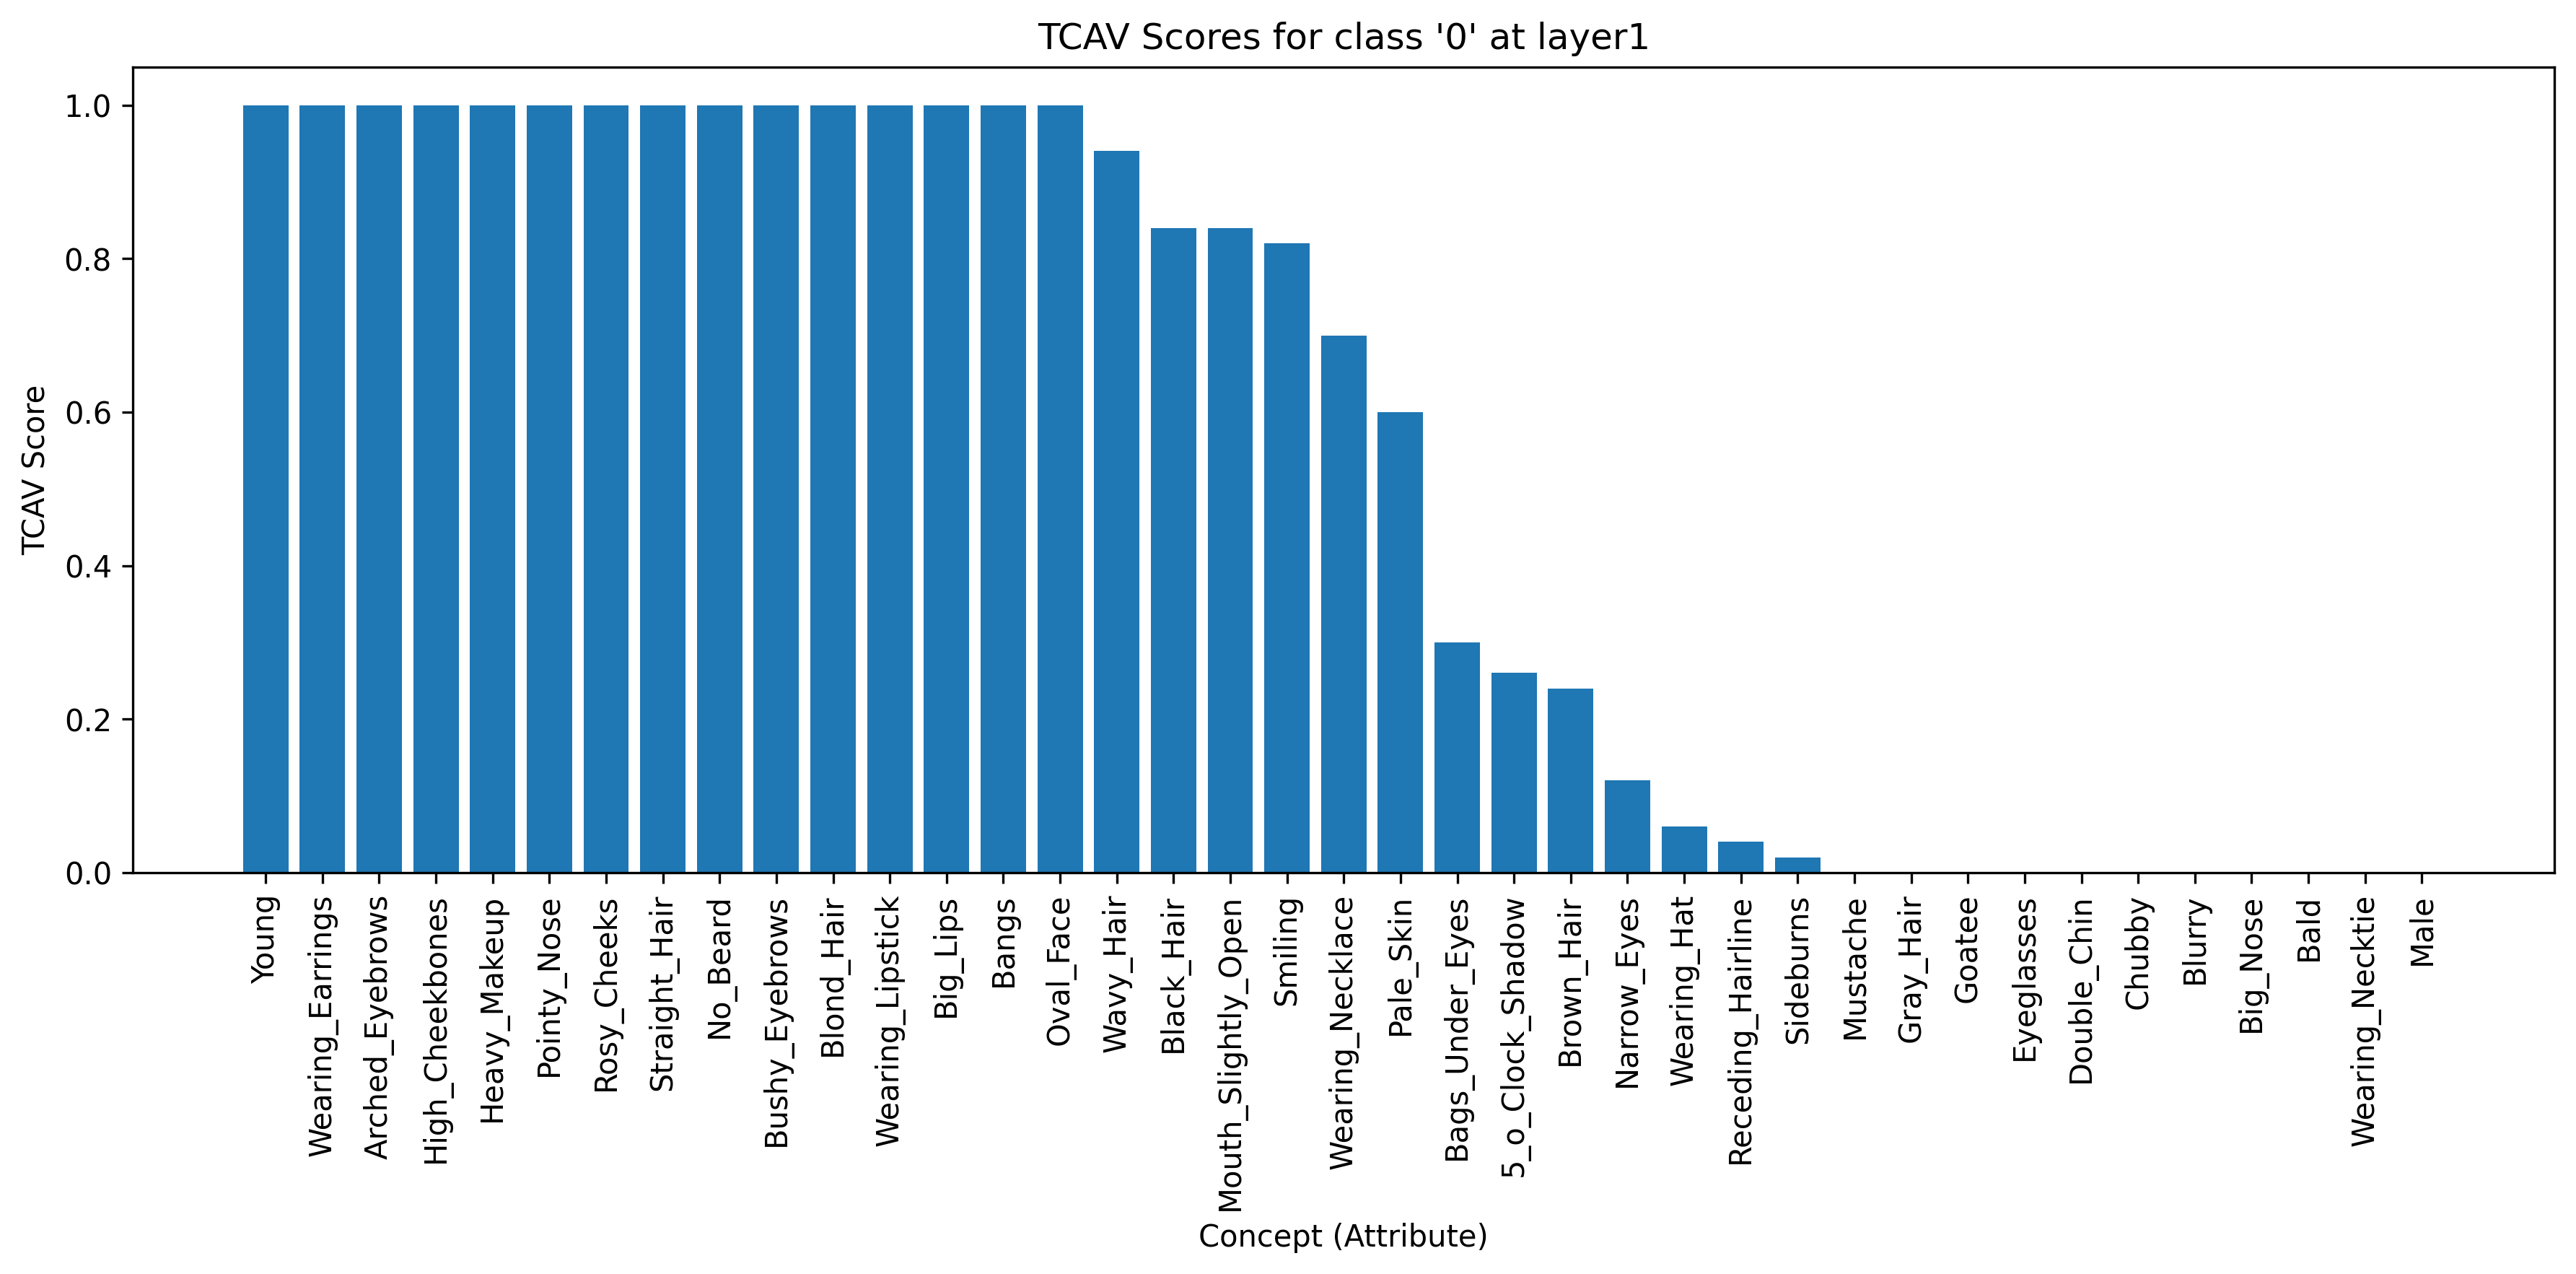 TCAV Scores for class '0' at layer1
TCAV Score
1.0
0.8
0.6
0.4
0.2
0.0
Young
Wearing_Earrings
Arched_Eyebrows
High_Cheekbones
Heavy_Makeup
Pointy_Nose
Rosy_Cheeks
Straight_Hair
No_Beard
Bushy_Eyebrows
Blond_Hair
Wearing_Lipstick
Big_Lips
Bangs
Oval_Face
Wavy_Hair
Black_Hair
Mouth_Slightly_Open
Smiling
Wearing_Necklace
Pale_Skin
Bags_Under_Eyes
5_o_Clock_Shadow
Brown_Hair
Narrow_Eyes
Wearing_Hat
Receding_Hairline
Sideburns
Mustache
Gray_Hair
Goatee
Eyeglasses
Double_Chin
Chubby
Blurry
Big_Nose
Bald
Wearing_Necktie
Male
Concept (Attribute)